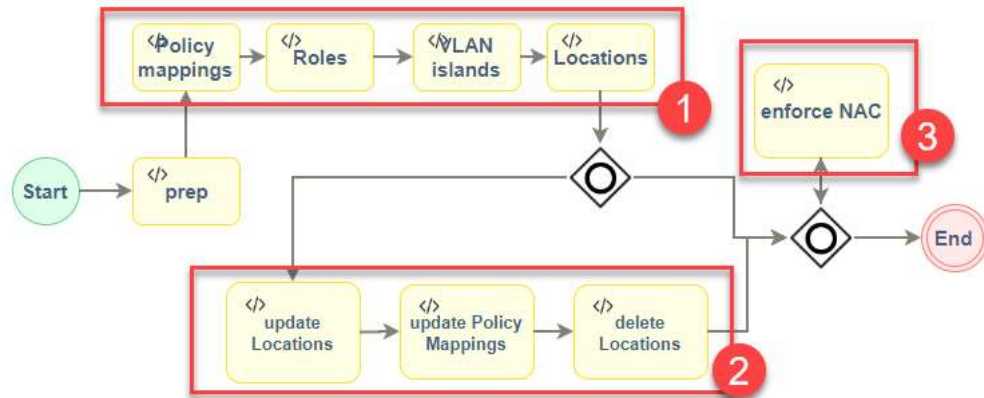 </> Policy
mappings
</> Roles
</> VLAN
islands
</> Locations
1
</>
enforce NAC
3
Start
</>
prep
End
</>
update
Locations
</>
update Policy
Mappings
</>
delete
Locations
2